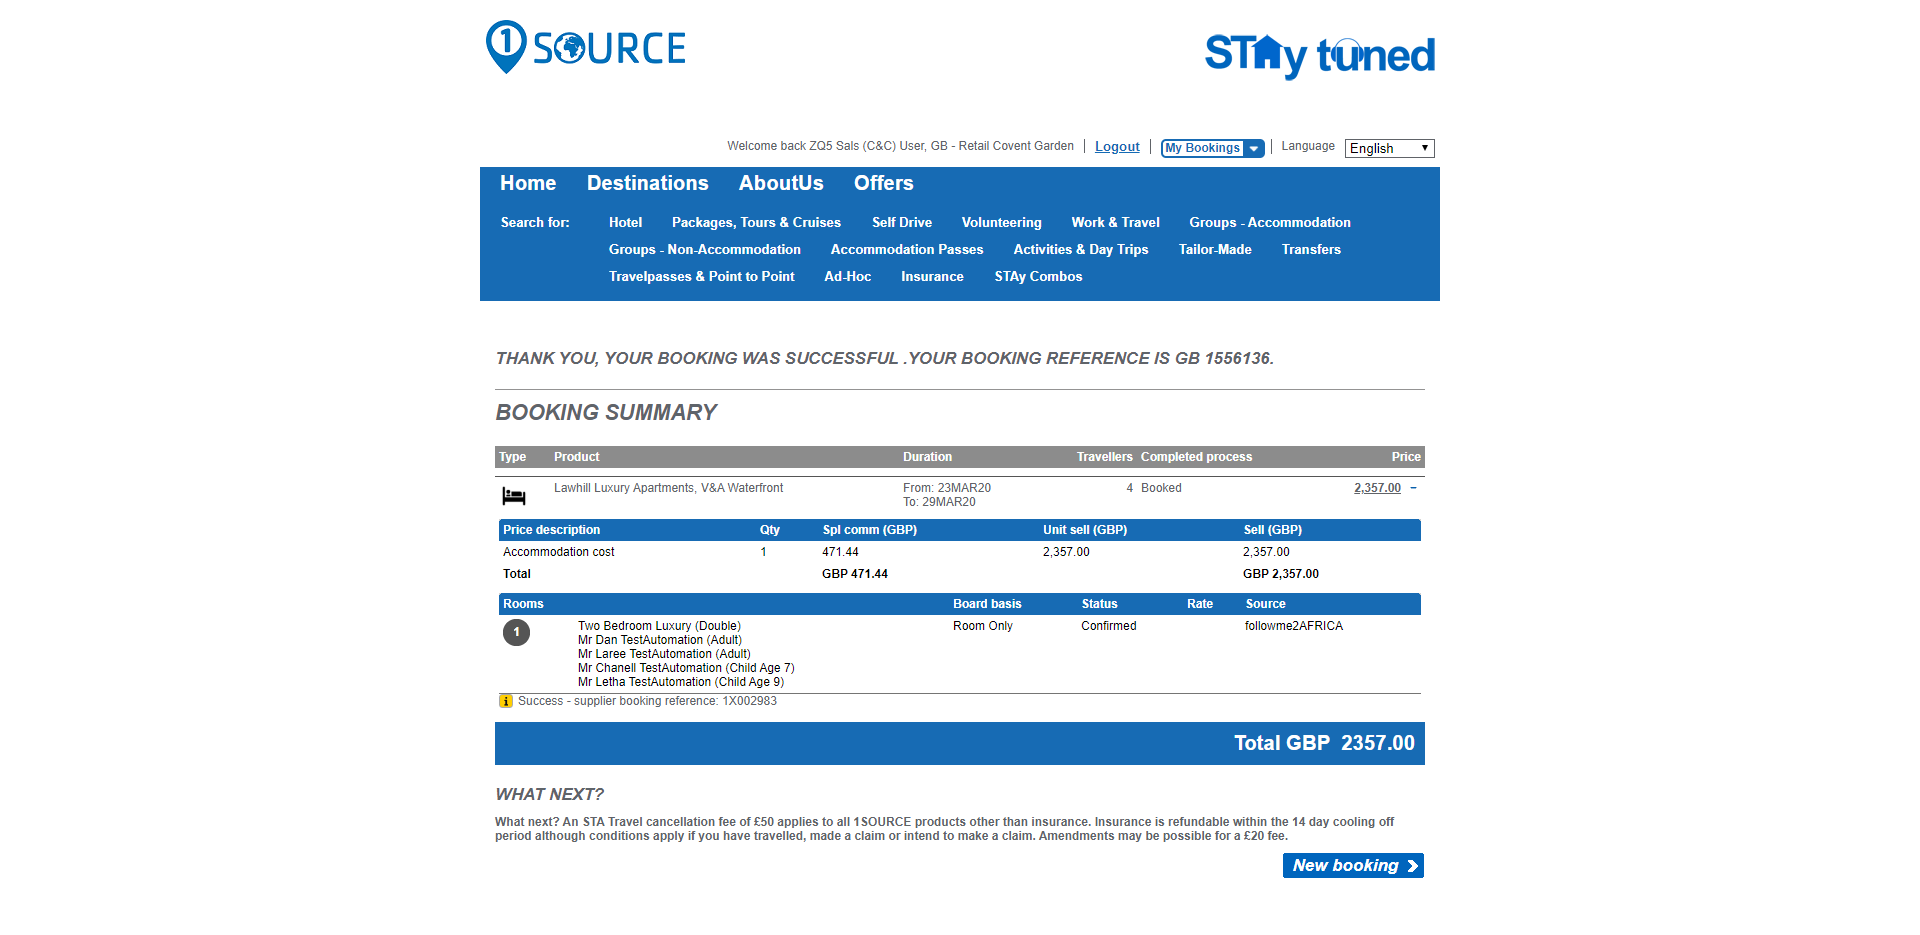 1 SOURCE
STAy tuned
Welcome back ZQ5 Sals (C&C) User, GB - Retail Covent Garden Logout My Bookings Language English
Home Destinations AboutUs Offers
Search for: Hotel Packages, Tours & Cruises Self Drive Volunteering Work & Travel Groups - Accommodation
Groups - Non-Accommodation Accommodation Passes Activities & Day Trips Tailor-Made Transfers
Travelpasses & Point to Point Ad-Hoc Insurance STAy Combos
THANK YOU, YOUR BOOKING WAS SUCCESSFUL .YOUR BOOKING REFERENCE IS GB 1556136.
BOOKING SUMMARY
Type Product Duration Travellers Completed process Price
Lawhill Luxury Apartments, V&A Waterfront From: 23MAR20 4 Booked 2,357.00 −
To: 29MAR20
Price description Qty Spl comm (GBP) Unit sell (GBP) Sell (GBP)
Accommodation cost 1 471.44 2,357.00 2,357.00
Total GBP 471.44 GBP 2,357.00
Rooms Board basis Status Rate Source
1 Two Bedroom Luxury (Double) Room Only Confirmed followme2AFRICA
Mr Dan TestAutomation (Adult)
Mr Laree TestAutomation (Adult)
Mr Chanell TestAutomation (Child Age 7)
Mr Letha TestAutomation (Child Age 9)
i Success - supplier booking reference: 1X002983
Total GBP 2357.00
WHAT NEXT?
What next? An STA Travel cancellation fee of £50 applies to all 1SOURCE products other than insurance. Insurance is refundable within the 14 day cooling off
period although conditions apply if you have travelled, made a claim or intend to make a claim. Amendments may be possible for a £20 fee.
New booking